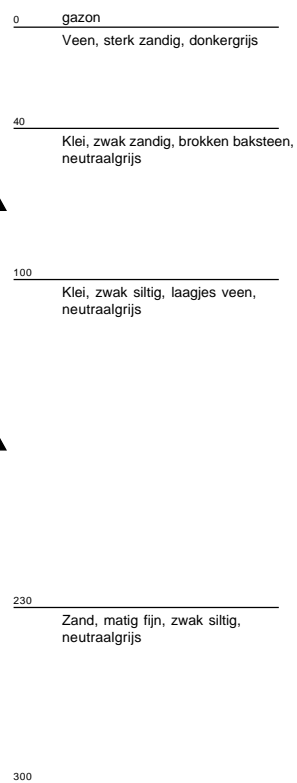 0 gazon
Veen, sterk zandig, donkergrijs
40
Klei, zwak zandig, brokken baksteen,
neutraalgrijs
100
Klei, zwak siltig, laagjes veen,
neutraalgrijs
230
Zand, matig fijn, zwak siltig,
neutraalgrijs
300